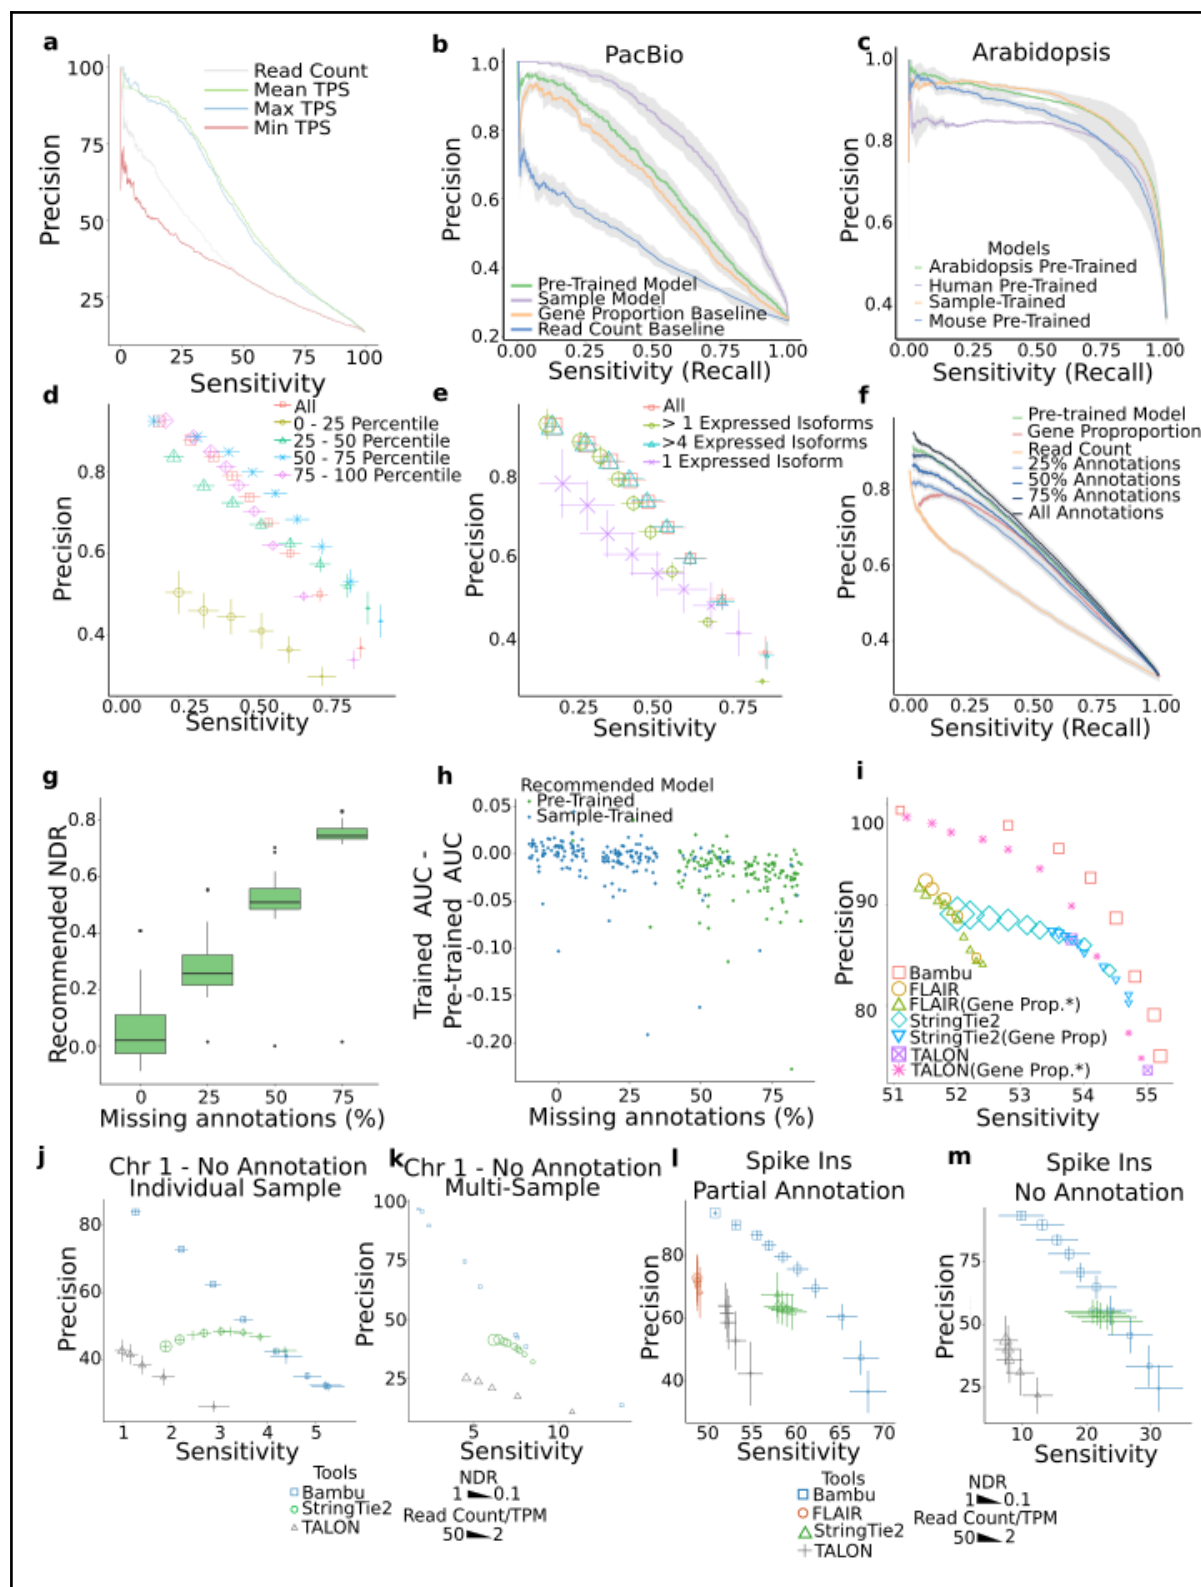 a
100
75
50
25
Precision
Read Count
Mean TPS
Max TPS
Min TPS
0
25
50
75
100
Sensitivity
b
PacBio
1.0
0.8
0.6
0.4
0.2
Precision
Pre-Trained Model
Sample Model
Gene Proportion Baseline
Read Count Baseline
0.00
0.25
0.50
0.75
1.00
Sensitivity (Recall)
c
Arabidopsis
1.0
0.8
0.6
0.4
Precision
Models
Arabidopsis Pre-Trained
Human Pre-Trained
Sample-Trained
Mouse Pre-Trained
0.00
0.25
0.50
0.75
1.00
Sensitivity (Recall)
d
0.8
0.6
0.4
Precision
All
0 - 25 Percentile
25 - 50 Percentile
50 - 75 Percentile
75 - 100 Percentile
0.00
0.25
0.50
0.75
Sensitivity
e
0.8
0.6
0.4
Precision
All
> 1 Expressed Isoforms
>4 Expressed Isoforms
1 Expressed Isoform
0.25
0.50
0.75
Sensitivity
f
0.8
0.6
0.4
Precision
Pre-trained Model
Gene Proproportion
Read Count
25% Annotations
50% Annotations
75% Annotations
All Annotations
0.00
0.25
0.50
0.75
1.00
Sensitivity (Recall)
g
0.8
0.6
0.4
0.2
0.0
Recommended NDR
0
25
50
75
Missing annotations (%)
h
Recommended Model
Pre-Trained
Sample-Trained
0.05
0.00
-0.05
-0.10
-0.15
-0.20
Trained AUC -
Pre-trained AUC
0
25
50
75
Missing annotations (%)
i
100
90
80
Precision
Bambu
FLAIR
FLAIR(Gene Prop.*)
StringTie2
StringTie2(Gene Prop)
TALON
TALON(Gene Prop.*)
51
52
53
54
55
Sensitivity
j
Chr 1 - No Annotation
Individual Sample
80
60
40
Precision
1
2
3
4
5
Sensitivity
k
Chr 1 - No Annotation
Multi-Sample
100
75
50
25
Precision
5
10
Sensitivity
l
Spike Ins
Partial Annotation
80
60
40
Precision
50
55
60
65
70
Sensitivity
m
Spike Ins
No Annotation
75
50
25
Precision
10
20
30
Sensitivity
Tools
Bambu
StringTie2
TALON
NDR
1 0.1
Read Count/TPM
50 2
Tools
Bambu
FLAIR
StringTie2
TALON
NDR
1 0.1
Read Count/TPM
50 2